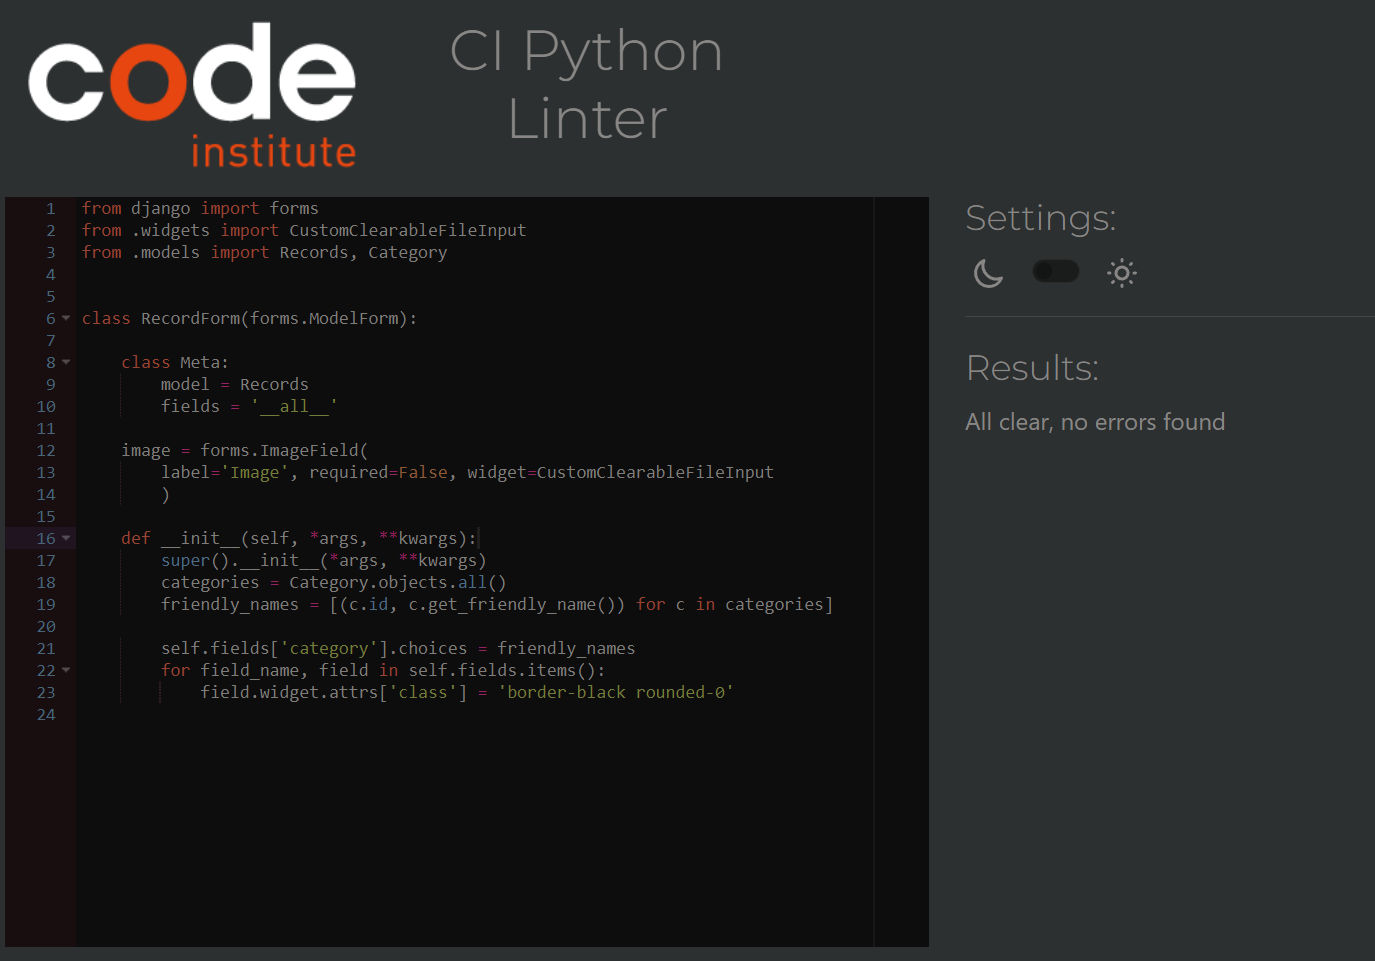 code
institute
CI Python
Linter
1 from django import forms
2 from .widgets import CustomClearableFileInput
3 from .models import Records, Category
4
5
6 class RecordForm(forms.ModelForm):
7
8     class Meta:
9         model = Records
10         fields = '__all__'
11
12     image = forms.ImageField(
13         label='Image', required=False, widget=CustomClearableFileInput
14         )
15
16     def __init__(self, *args, **kwargs):
17         super().__init__(*args, **kwargs)
18         categories = Category.objects.all()
19         friendly_names = [(c.id, c.get_friendly_name()) for c in categories]
20
21         self.fields['category'].choices = friendly_names
22         for field_name, field in self.fields.items():
23             field.widget.attrs['class'] = 'border-black rounded-0'
24
Settings:
Results:
All clear, no errors found